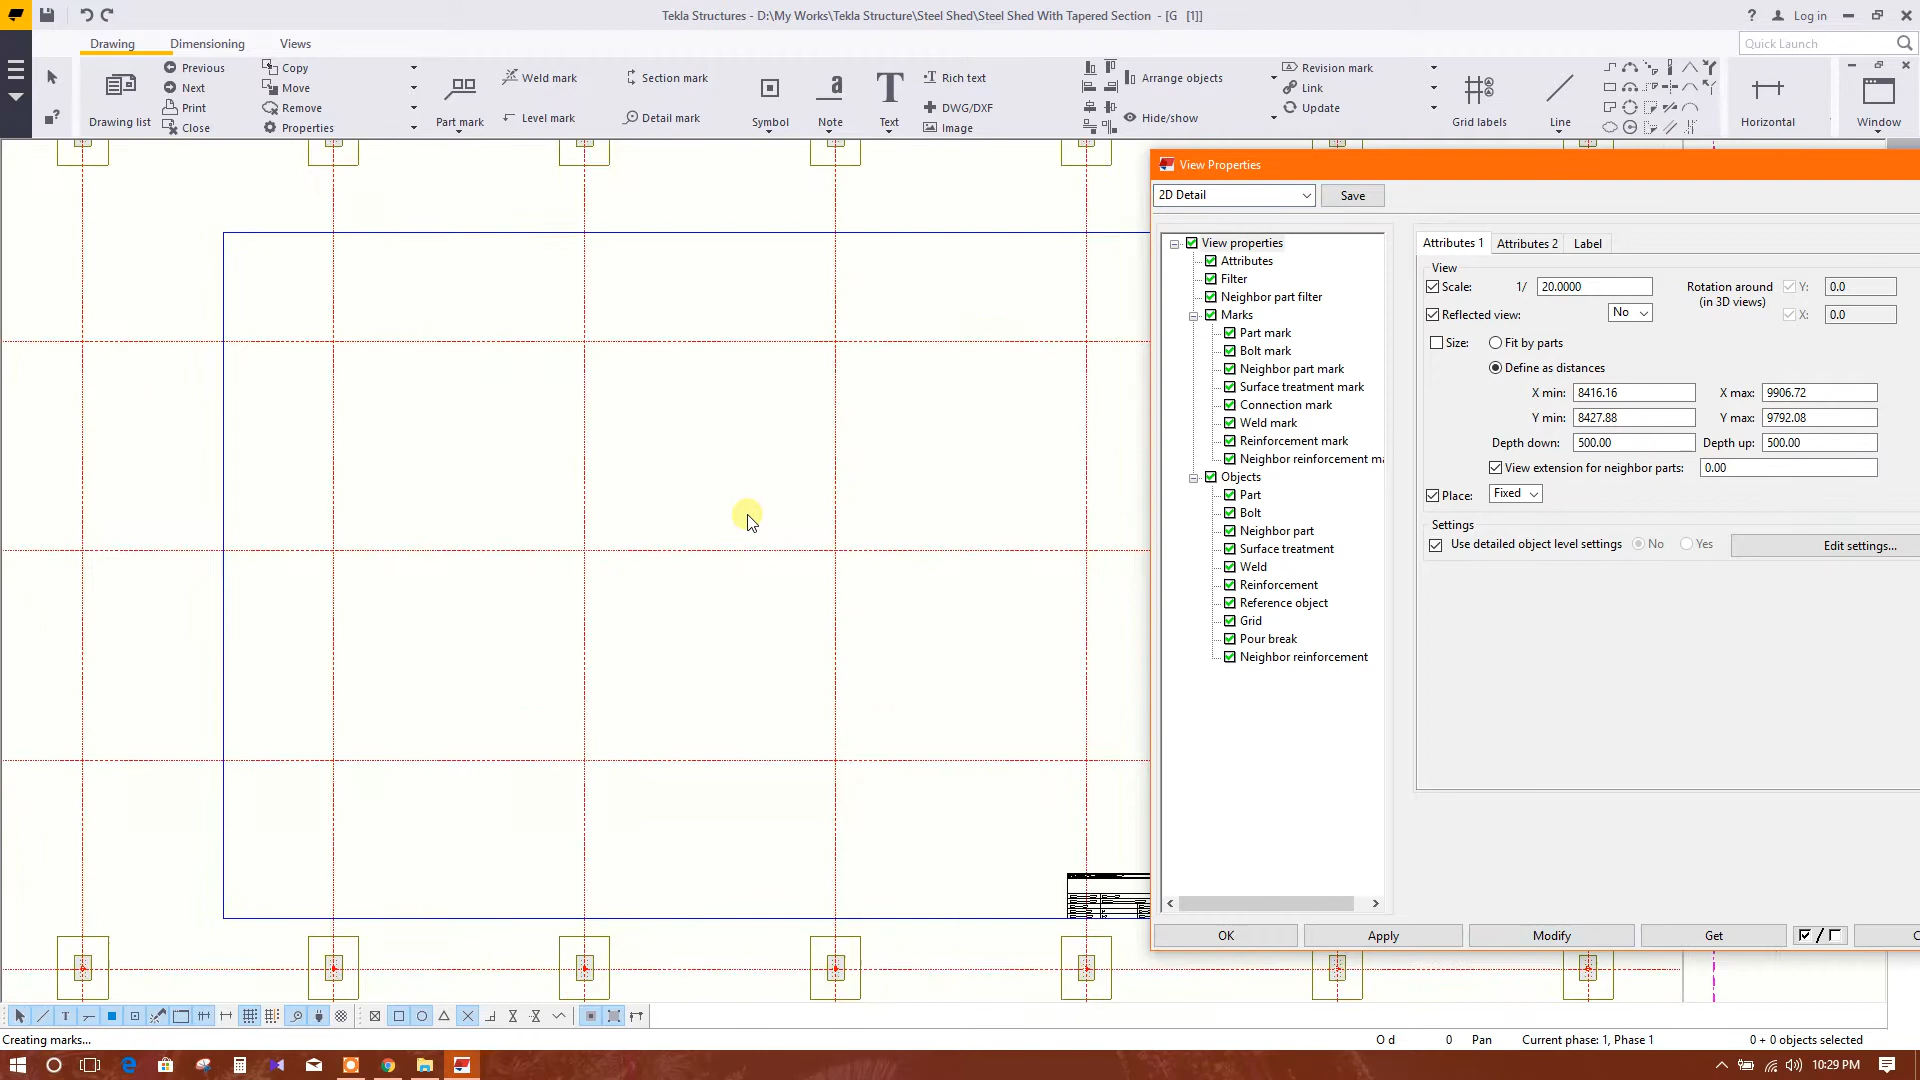 Tekla Structures - D:\My Works\Tekla Structure\Steel Shed\Steel Shed With Tapered Section - [G [1]]
? Log in
Drawing Dimensioning Views
Quick Launch
Previous
Next
Print
Close
Drawing list
Copy
Move
Remove
Properties
Part mark
Weld mark
Level mark
Section mark
Detail mark
Symbol
a
Note
T
Text
Rich text
DWG/DXF
Image
Arrange objects
Hide/show
Revision mark
Link
Update
Grid labels
Line
Horizontal
Window
View Properties
2D Detail Save
View properties
Attributes
Filter
Neighbor part filter
Marks
Part mark
Bolt mark
Neighbor part mark
Surface treatment mark
Connection mark
Weld mark
Reinforcement mark
Neighbor reinforcement ma
Objects
Part
Bolt
Neighbor part
Surface treatment
Weld
Reinforcement
Reference object
Grid
Pour break
Neighbor reinforcement
Attributes 1 Attributes 2 Label
View
Scale: 1/ 20.0000 Rotation around Y: 0.0
(in 3D views)
Reflected view: No X: 0.0
Size: Fit by parts
Define as distances
X min: 8416.16 X max: 9906.72
Y min: 8427.88 Y max: 9792.08
Depth down: 500.00 Depth up: 500.00
View extension for neighbor parts: 0.00
Place: Fixed
Settings
Use detailed object level settings No Yes Edit settings...
OK Apply Modify Get / C
Creating marks... O d 0 Pan Current phase: 1, Phase 1 0 + 0 objects selected
10:29 PM